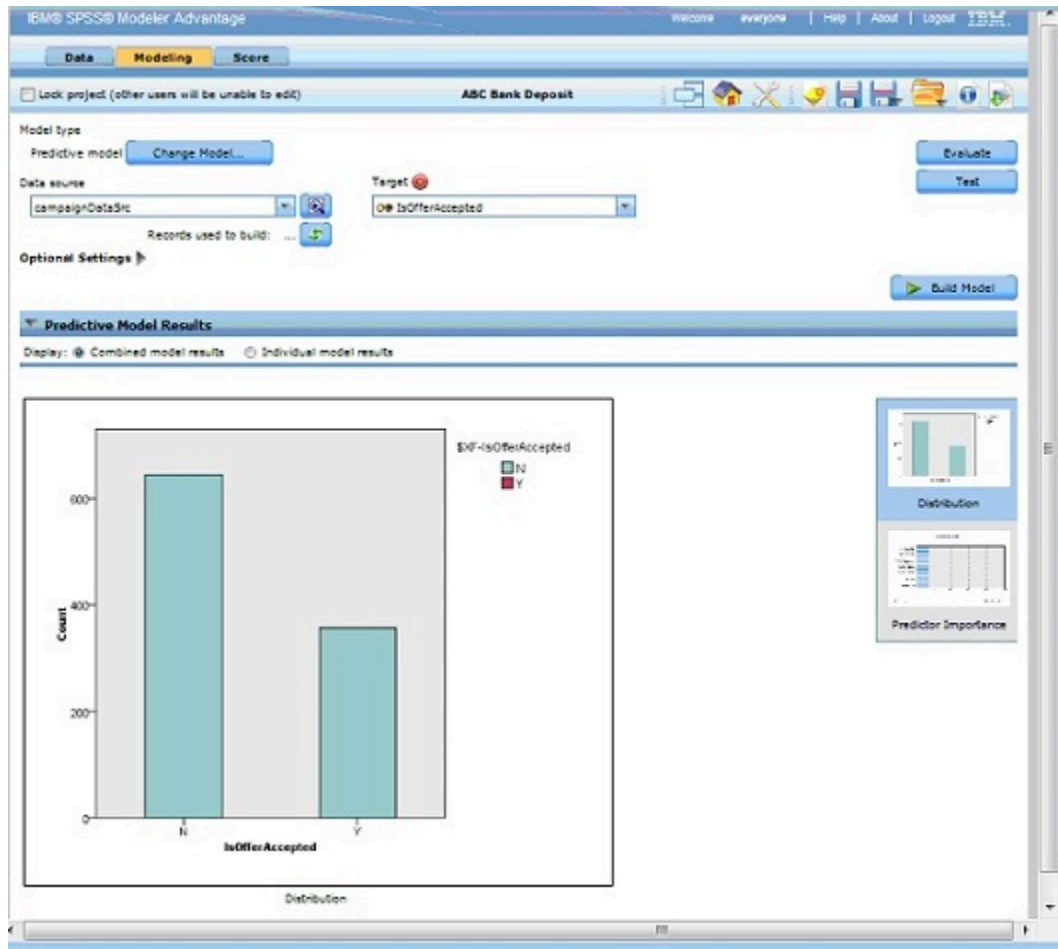 IBM® SPSS® Modeler Advantage
Welcome everyone | Help | About | Logout IBM.
Data Modeling Score
Lock project (other users will be unable to edit) ABC Bank Deposit
Model type
Predictive model Change Model... Evaluate
Data source Target Test
campaignDataSrc IsOfferAccepted
Records used to build: ...
Optional Settings
Build Model
Predictive Model Results
Display: Combined model results Individual model results
$XF-IsOfferAccepted
N
Y
600
400
200
0
Count
N Y
IsOfferAccepted
Distribution
Distribution
Predictor Importance